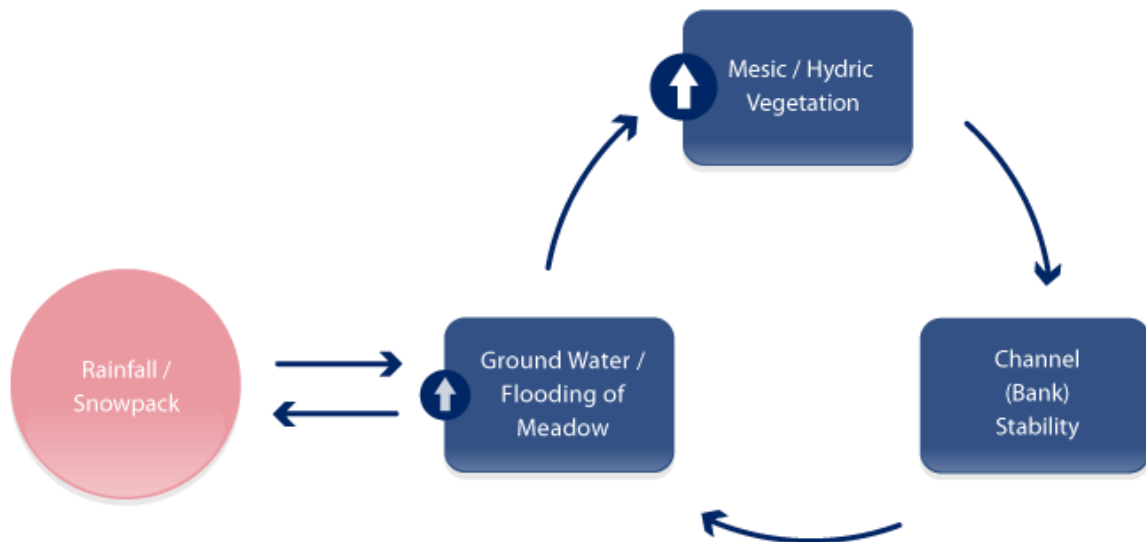 Mesic / Hydric
Vegetation
Rainfall /
Snowpack
Ground Water /
Flooding of
Meadow
Channel
(Bank)
Stability